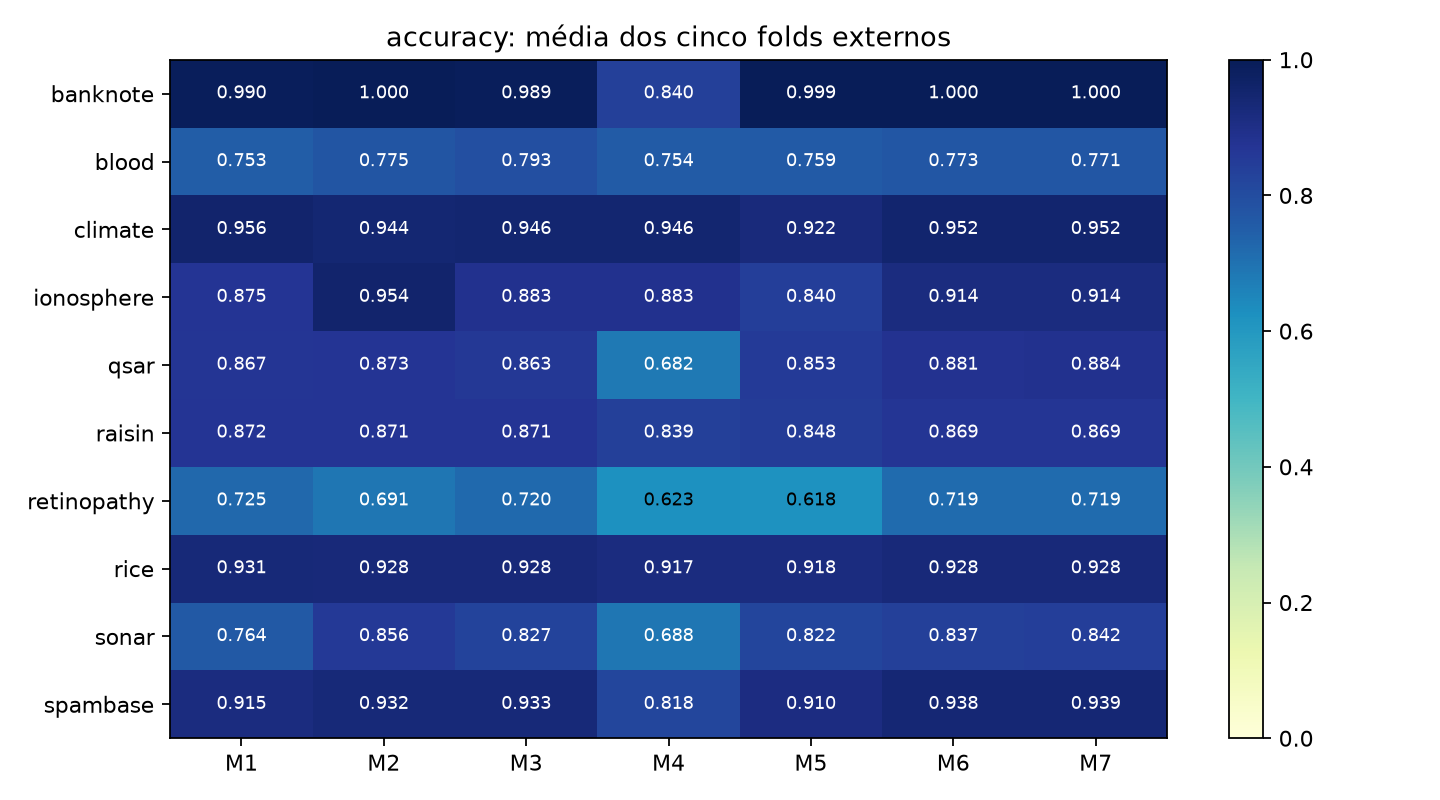 accuracy: média dos cinco folds externos
banknote 0.990 1.000 0.989 0.840 0.999 1.000 1.000
blood 0.753 0.775 0.793 0.754 0.759 0.773 0.771
climate 0.956 0.944 0.946 0.946 0.922 0.952 0.952
ionosphere 0.875 0.954 0.883 0.883 0.840 0.914 0.914
qsar 0.867 0.873 0.863 0.682 0.853 0.881 0.884
raisin 0.872 0.871 0.871 0.839 0.848 0.869 0.869
retinopathy 0.725 0.691 0.720 0.623 0.618 0.719 0.719
rice 0.931 0.928 0.928 0.917 0.918 0.928 0.928
sonar 0.764 0.856 0.827 0.688 0.822 0.837 0.842
spambase 0.915 0.932 0.933 0.818 0.910 0.938 0.939
M1 M2 M3 M4 M5 M6 M7
1.0
0.8
0.6
0.4
0.2
0.0